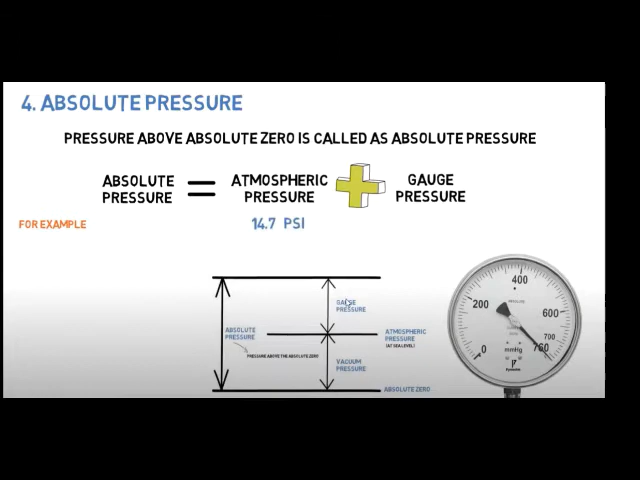 4. ABSOLUTE PRESSURE
PRESSURE ABOVE ABSOLUTE ZERO IS CALLED AS ABSOLUTE PRESSURE
ABSOLUTE
PRESSURE
ATMOSPHERIC
PRESSURE
GAUGE
PRESSURE
FOR EXAMPLE
14.7 PSI
GAUGE
PRESSURE
ABSOLUTE
PRESSURE
PRESSURE ABOVE THE ABSOLUTE ZERO
ATMOSPHERIC
PRESSURE
(AT SEA LEVEL)
VACUUM
PRESSURE
ABSOLUTE ZERO
400
200
600
700
760
0
mmHg